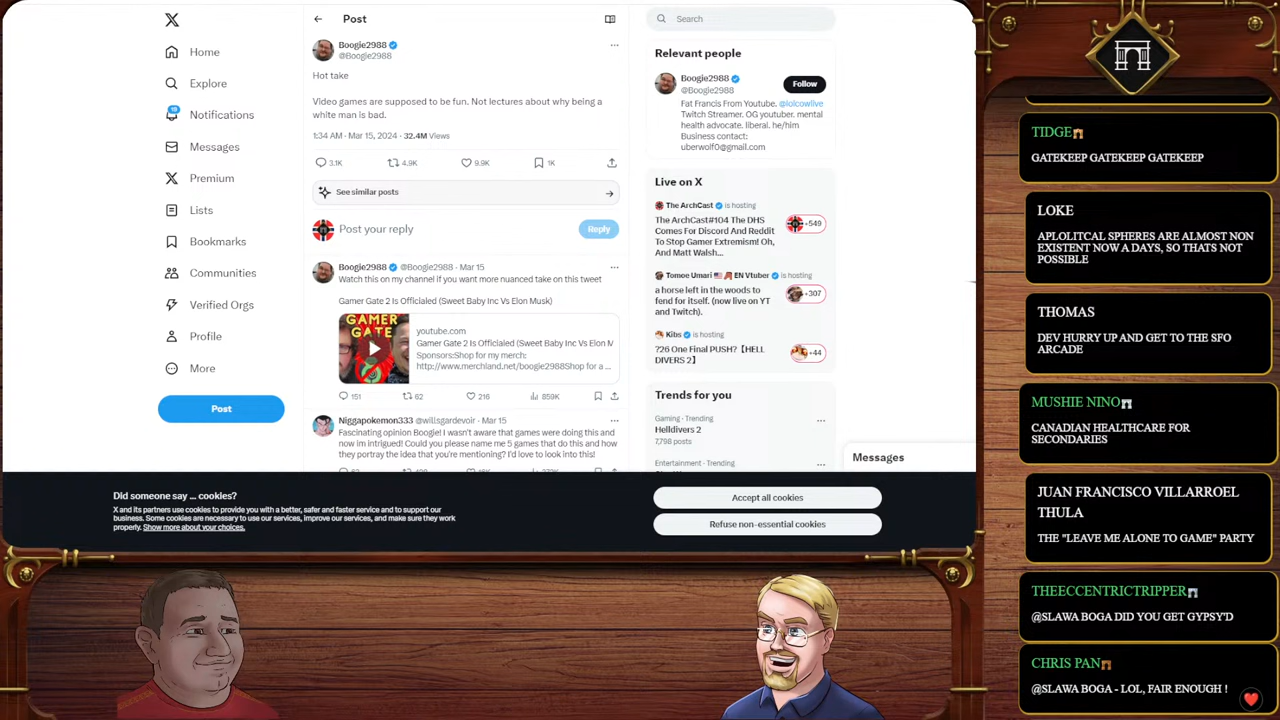 Home
Explore
19
Notifications
Messages
Premium
Lists
Bookmarks
Communities
Verified Orgs
Profile
More
Post
Post
Boogie2988
@Boogie2988
Hot take
Video games are supposed to be fun. Not lectures about why being a
white man is bad.
1:34 AM · Mar 15, 2024 · 32.4M Views
3.1K 4.9K 9.9K 1K
See similar posts
Post your reply
Reply
Boogie2988 @Boogie2988 · Mar 15
Watch this on my channel if you want more nuanced take on this tweet
Gamer Gate 2 Is Officialed (Sweet Baby Inc Vs Elon Musk)
GAMER
GATE
youtube.com
Gamer Gate 2 Is Officialed (Sweet Baby Inc Vs Elon M
Sponsors:Shop for my merch:
http://www.merchland.net/boogie2988Shop for a ...
151 62 216 859K
Niggapokemon333 @willsgardevoir · Mar 15
Fascinating opinion Boogie! I wasn't aware that games were doing this and
now im intrigued! Could you please name me 5 games that do this and how
they portray the idea that you're mentioning? I'd love to look into this!
Search
Relevant people
Boogie2988
@Boogie2988
Follow
Fat Francis From Youtube. @lolcowlive
Twitch Streamer. OG youtuber. mental
health advocate. liberal. he/him
Business contact:
uberwolf0@gmail.com
Live on X
The ArchCast is hosting
The ArchCast#104 The DHS
Comes For Discord And Reddit
To Stop Gamer Extremism! Oh,
And Matt Walsh...
+549
Tomoe Umari EN Vtuber is hosting
a horse left in the woods to
fend for itself. (now live on YT
and Twitch).
+307
Kibs is hosting
?26 One Final PUSH?【HELL
DIVERS 2】
+44
Trends for you
Gaming · Trending
Helldivers 2
7,798 posts
Entertainment · Trending
Messages
Did someone say … cookies?
X and its partners use cookies to provide you with a better, safer and faster service and to support our
business. Some cookies are necessary to use our services, improve our services, and make sure they work
properly. Show more about your choices.
Accept all cookies
Refuse non-essential cookies
TIDGE
GATEKEEP GATEKEEP GATEKEEP
LOKE
APLOLITCAL SPHERES ARE ALMOST NON
EXISTENT NOW A DAYS, SO THATS NOT
POSSIBLE
THOMAS
DEV HURRY UP AND GET TO THE SFO
ARCADE
MUSHIE NINO
CANADIAN HEALTHCARE FOR
SECONDARIES
JUAN FRANCISCO VILLARROEL
THULA
THE "LEAVE ME ALONE TO GAME" PARTY
THEECCENTRICTRIPPER
@SLAWA BOGA DID YOU GET GYPSY'D
CHRIS PAN
@SLAWA BOGA - LOL, FAIR ENOUGH !